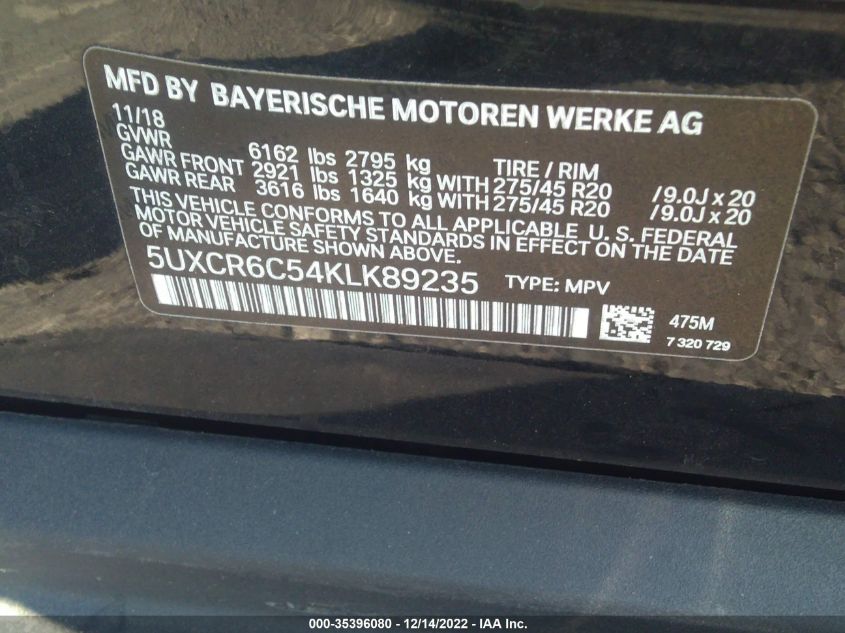 MFD BY BAYERISCHE MOTOREN WERKE AG
11/18
GVWR 6162 lbs 2795 kg TIRE / RIM
GAWR FRONT 2921 lbs 1325 kg WITH 275/45 R20 / 9.0J x 20
GAWR REAR 3616 lbs 1640 kg WITH 275/45 R20 / 9.0J x 20
THIS VEHICLE CONFORMS TO ALL APPLICABLE U. S. FEDERAL
MOTOR VEHICLE SAFETY STANDARDS IN EFFECT ON THE DATE
OF MANUFACTURE SHOWN ABOVE.
5UXCR6C54KLK89235 TYPE: MPV
475M
7 320 729
000-35396080 - 12/14/2022 - IAA Inc.